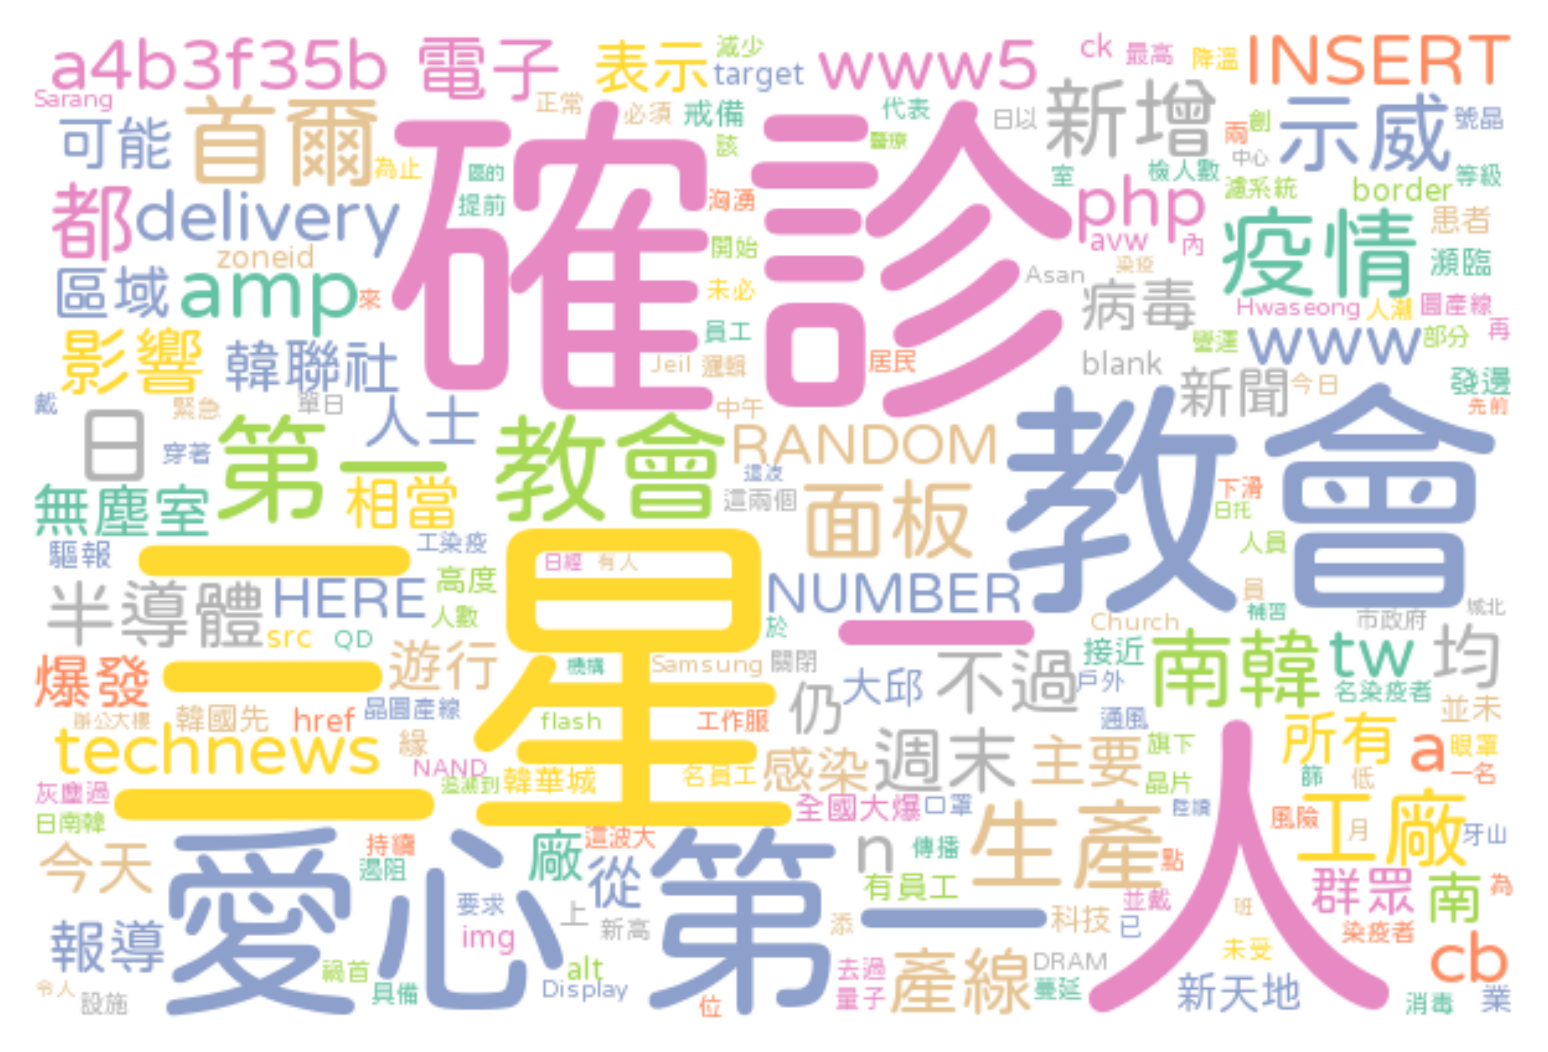 a4b3f35b 電子 表示 減少 target www5 ck 最高 降溫 INSERT
Sarang 首爾 正常 必須 戒備 代表 日以 新增 兩 創 示威 號晶
可能 為止 區的 該 醫療 中心 檢人數 等級
確診
都 delivery 提前 洶湧 室 php 濾系統 border 患者
zoneid 開始 avw 內 疫情 瀕臨
區域 amp 來 未必 Asan 染疫 病毒 Hwaseong 人潮 圓產線
影響 韓聯社 員工 Jeil 邏輯 居民 blank 營運 www 部分 再
戴 緊急 單日 人士 中午 新聞 今日 發邊 先前
日 穿著 第一 教會 RANDOM 教會
無塵室 相當 這波 這兩個 面板 下滑 日托
驅報 工染疫 日經 有人 人員
半導體 HERE 高度 人數 三星 NUMBER 員 補習 市政府 城北
src QD 於 一 Church 接近 南韓 tw 均
爆發 遊行 機構 Samsung 關閉 仍 大邱 不過 戶外 名染疫者
辦公大樓 韓國先 href 晶圓產線 flash 工作服 通風 並未
technews 緣 NAND 感染 週末 主要 旗下 所有 a 眼罩
灰塵過 追溯到 韓華城 名員工 晶片 篩 低 一名
日南韓 全國大爆 口罩 生產 陸續 人 風險 工廠 月 牙山
今天 持續 遏阻 愛心 第一 廠 這波大 從 n 傳播 有員工 點 群眾 南 為
報導 要求 img 上 新高 添 科技 並戴 已 班 染疫者 cb
禍首 具備 alt Display 去過 量子 產線 DRAM 蔓延 未受 新天地
令人 設施 位 消毒 業